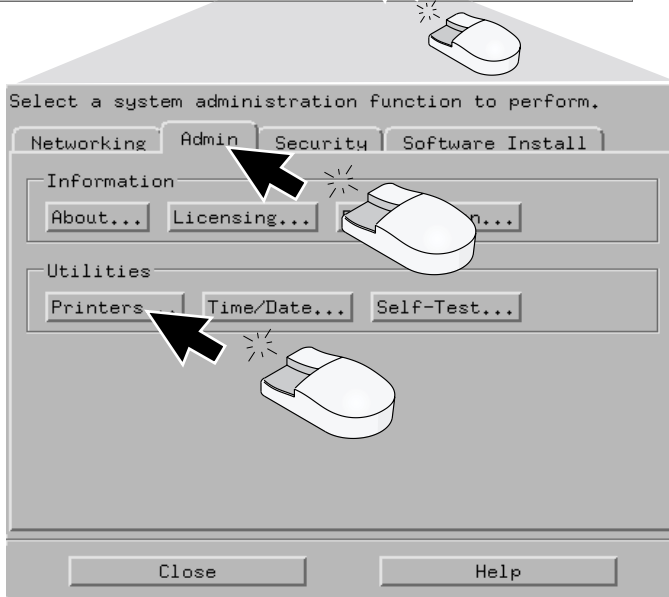 Select a system administration function to perform.
Networking Admin Security Software Install
Information
About... Licensing...
Utilities
Printers... Time/Date... Self-Test...
Close Help